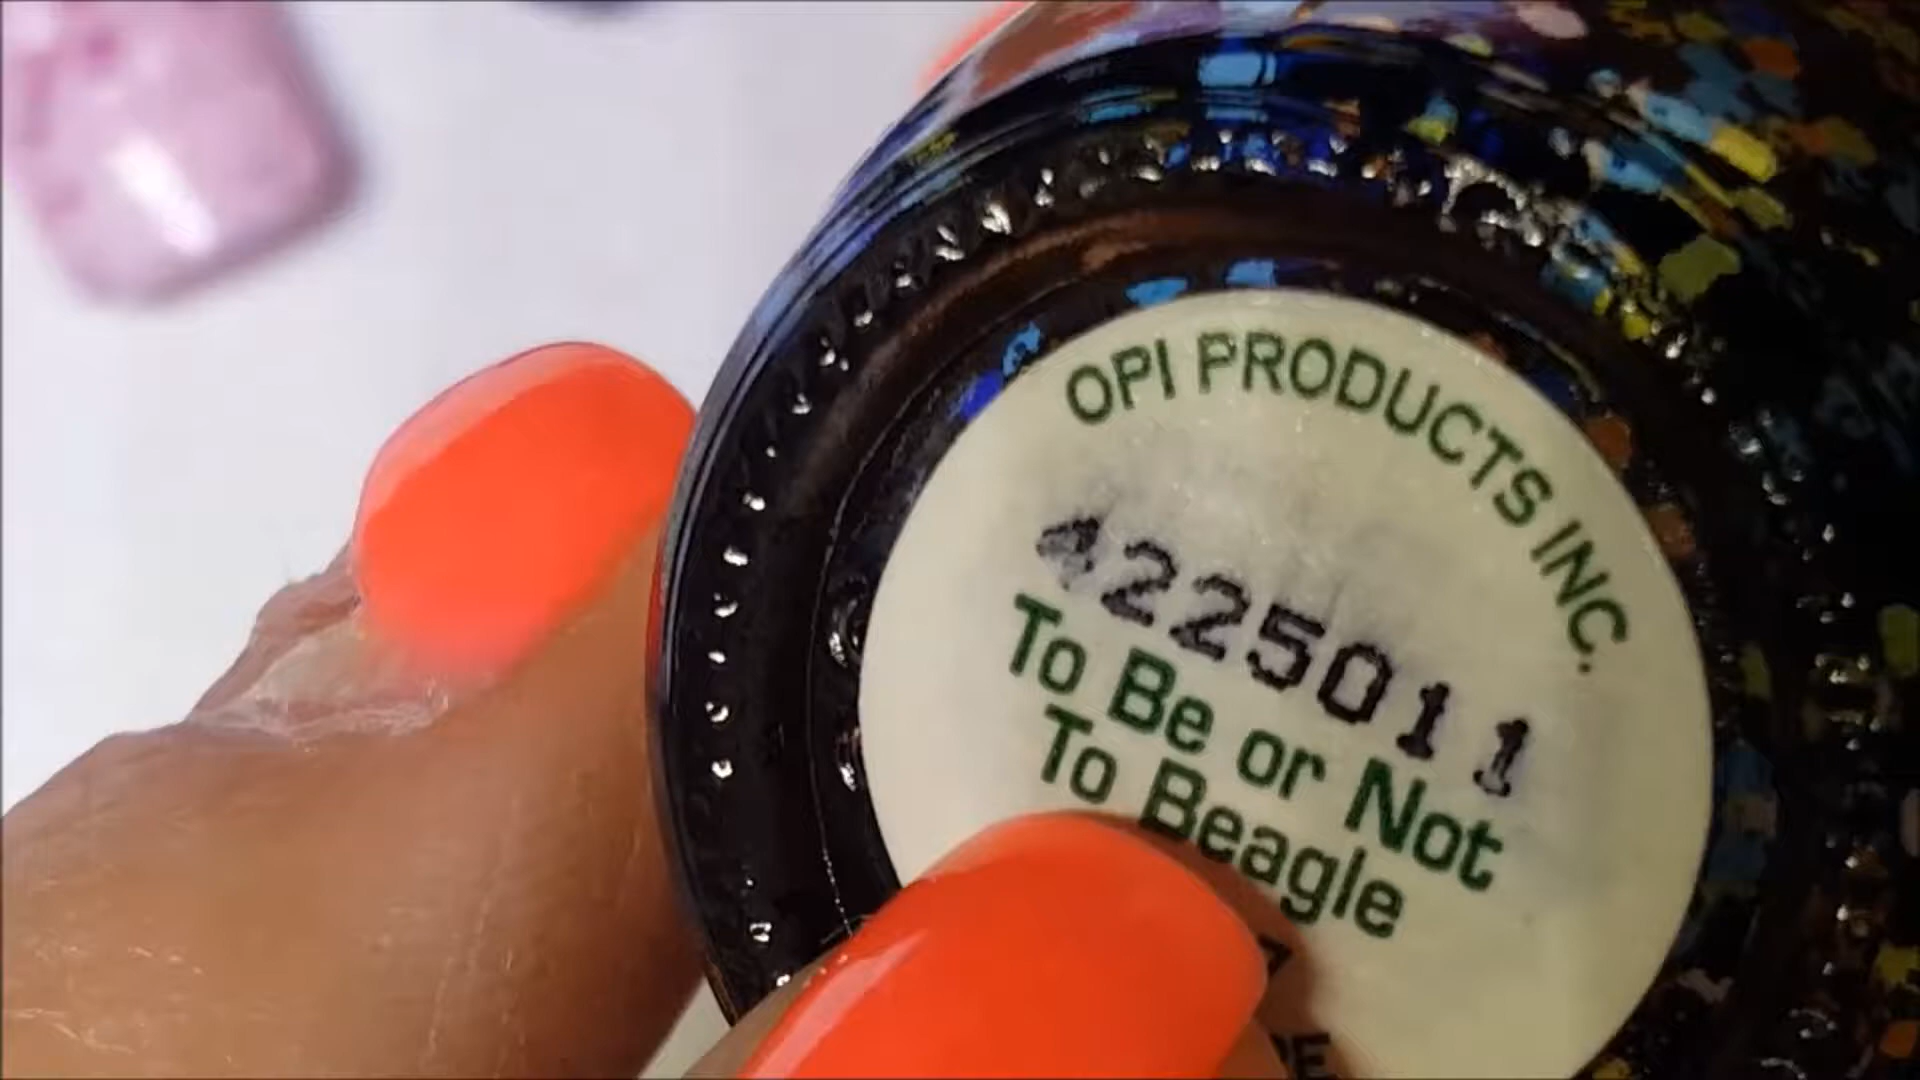 OPI PRODUCTS INC.
4225011
To Be or Not
To Beagle